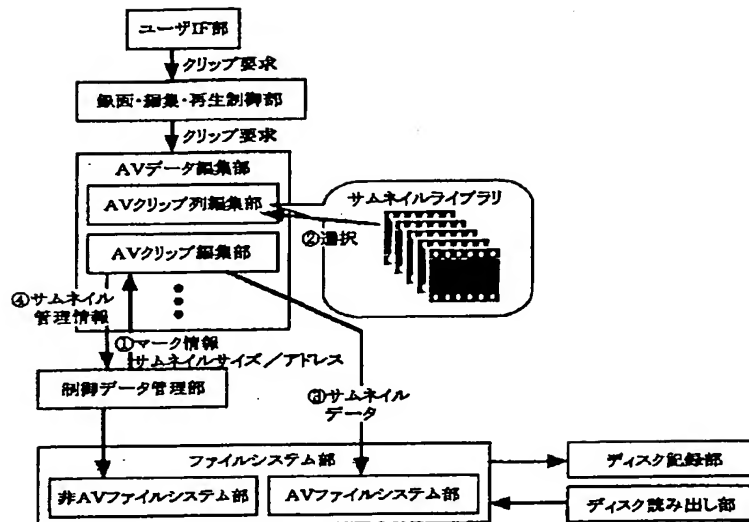 ユーザIF部
クリップ要求
録画・編集・再生制御部
クリップ要求
AVデータ編集部
AVクリップ列編集部
サムネイルライブラリ
②選択
AVクリップ編集部
④サムネイル
管理情報
①マーク情報
サムネイルサイズ/アドレス
制御データ管理部
③サムネイル
データ
ファイルシステム部
非AVファイルシステム部
AVファイルシステム部
ディスク記録部
ディスク読み出し部